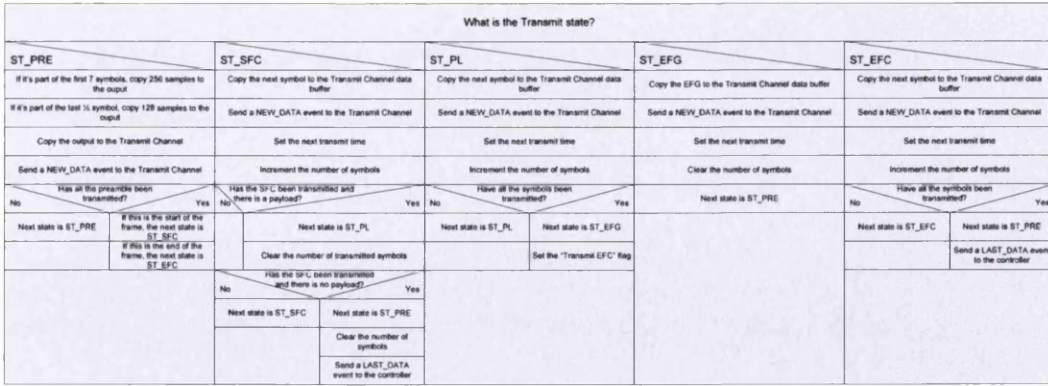 What is the Transmit state?
ST_PRE
If it's part of the first 7 symbols, copy 256 samples to
the ouput
If it's part of the last ½ symbol, copy 128 samples to the
ouput
Copy the output to the Transmit Channel
Send a NEW_DATA event to the Transmit Channel
Has all the preamble been
transmitted?
No
Yes
Next state is ST_PRE
If this is the start of the
frame, the next state is
ST_SFC
If this is the end of the
frame, the next state is
ST_EFC
ST_SFC
Copy the next symbol to the Transmit Channel data
buffer
Send a NEW_DATA event to the Transmit Channel
Set the next transmit time
Increment the number of symbols
Has the SFC been transmitted and
there is a payload?
No
Yes
Next state is ST_PL
Clear the number of transmitted symbols
Has the SFC been transmitted
and there is no payload?
No
Yes
Next state is ST_SFC
Next state is ST_PRE
Clear the number of
symbols
Send a LAST_DATA
event to the controller
ST_PL
Copy the next symbol to the Transmit Channel data
buffer
Send a NEW_DATA event to the Transmit Channel
Set the next transmit time
Increment the number of symbols
Have all the symbols been
transmitted?
No
Yes
Next state is ST_PL
Next state is ST_EFG
Set the "Transmit EFC" flag
ST_EFG
Copy the EFG to the Transmit Channel data buffer
Send a NEW_DATA event to the Transmit Channel
Set the next transmit time
Clear the number of symbols
Next state is ST_PRE
ST_EFC
Copy the next symbol to the Transmit Channel data
buffer
Send a NEW_DATA event to the Transmit Channel
Set the next transmit time
Increment the number of symbols
Have all the symbols been
transmitted?
No
Yes
Next state is ST_EFC
Next state is ST_PRE
Send a LAST_DATA event
to the controller